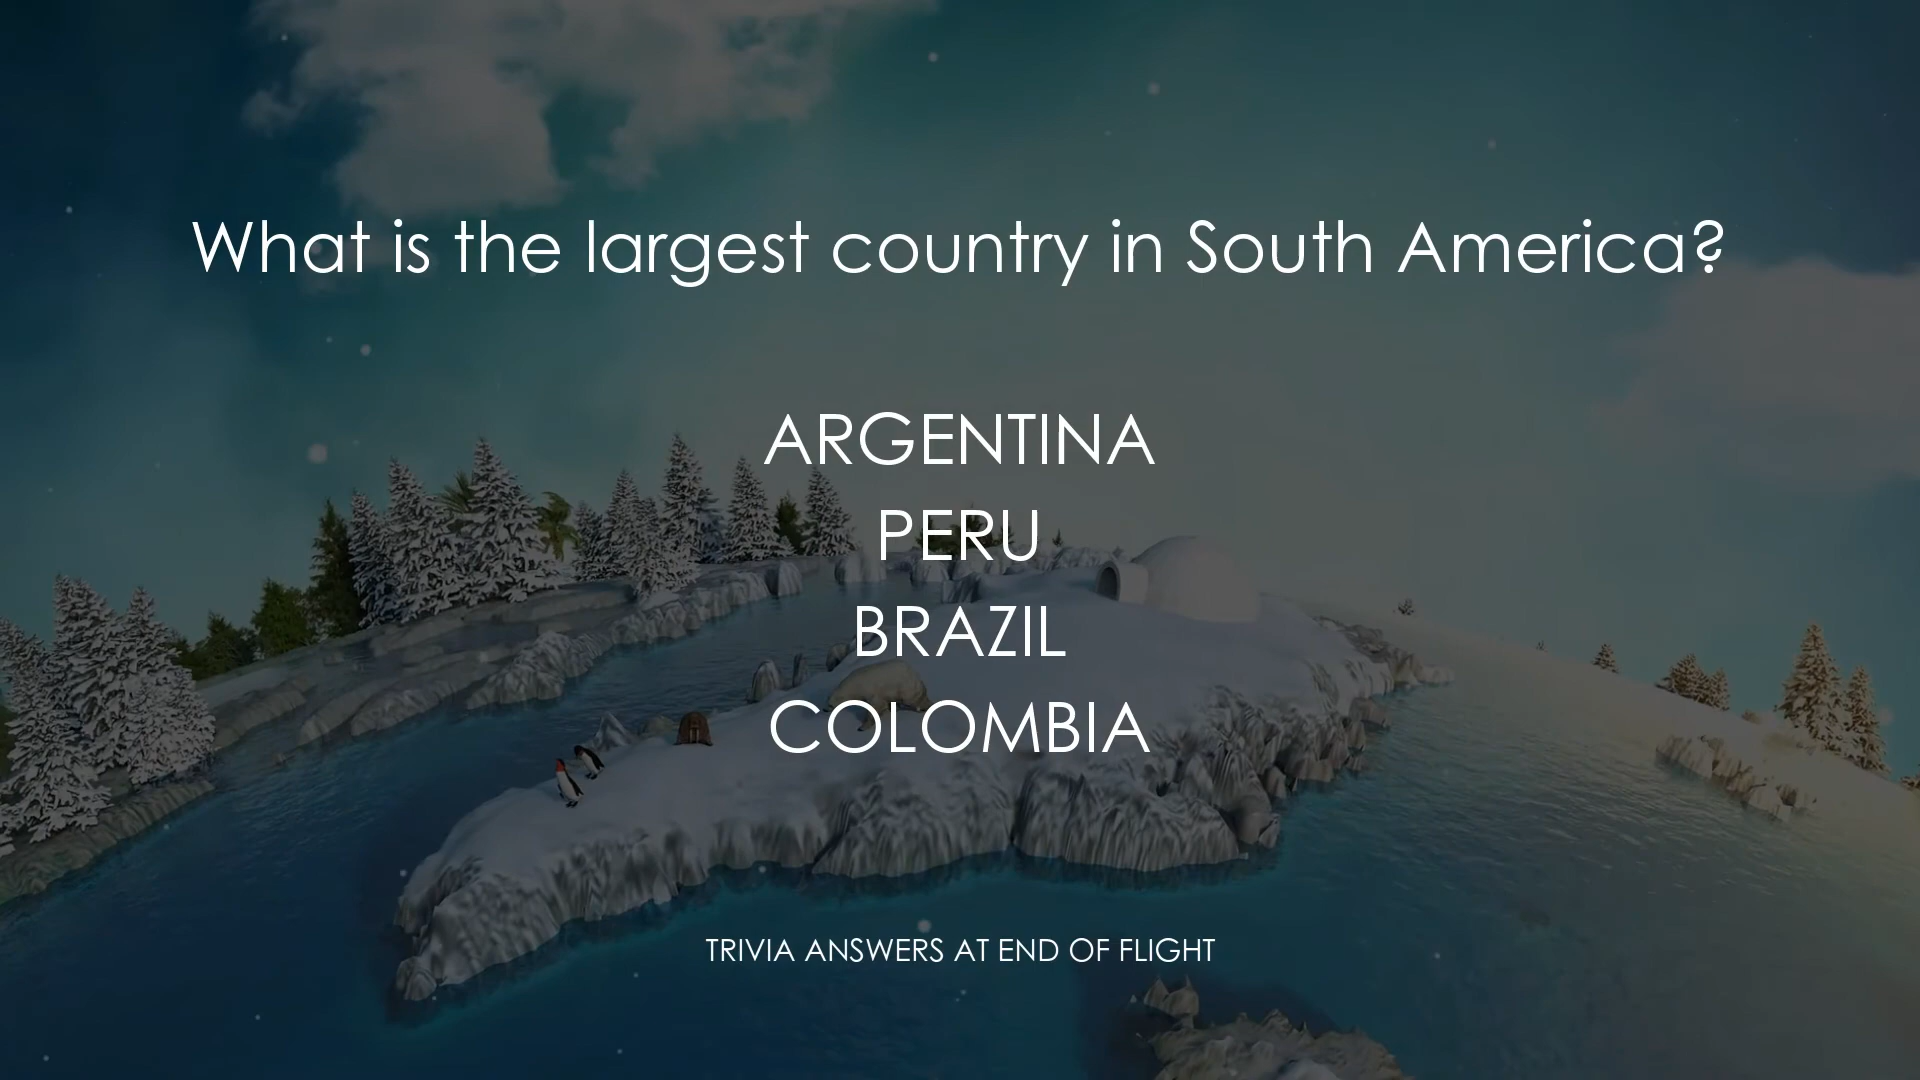 What is the largest country in South America?
ARGENTINA
PERU
BRAZIL
COLOMBIA
TRIVIA ANSWERS AT END OF FLIGHT